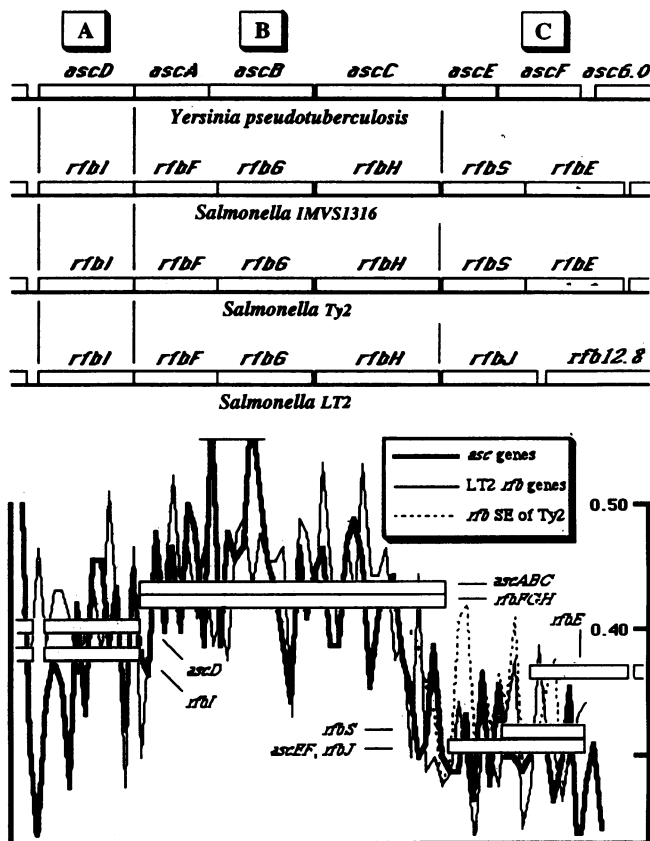 A B C
ascD ascA ascB ascC ascE ascF asc6.0
Yersinia pseudotuberculosis
rfbI rfbF rfbG rfbH rfbS rfbE
Salmonella IMVS1316
rfbI rfbF rfbG rfbH rfbS rfbE
Salmonella Ty2
rfbI rfbF rfbG rfbH rfbJ rfb12.8
Salmonella LT2
asc genes
LT2 rfb genes
rfb SE of Ty2
0.50
ascABC
rfbFGH
rfbE
0.40
ascD
rfbI
rfbS
ascEF, rfbJ